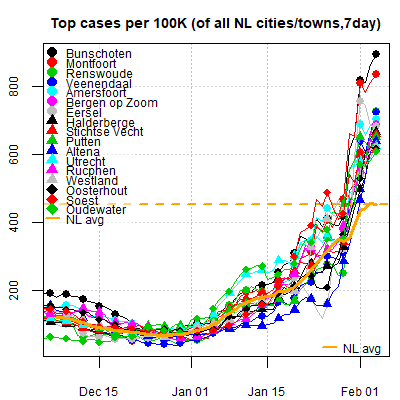 Top cases per 100K (of all NL cities/towns,7day)
800
600
400
200
Bunschoten
Montfoort
Renswoude
Veenendaal
Amersfoort
Bergen op Zoom
Eersel
Halderberge
Stichtse Vecht
Putten
Altena
Utrecht
Rucphen
Westland
Oosterhout
Soest
Oudewater
NL avg
NL avg
Dec 15
Jan 01
Jan 15
Feb 01